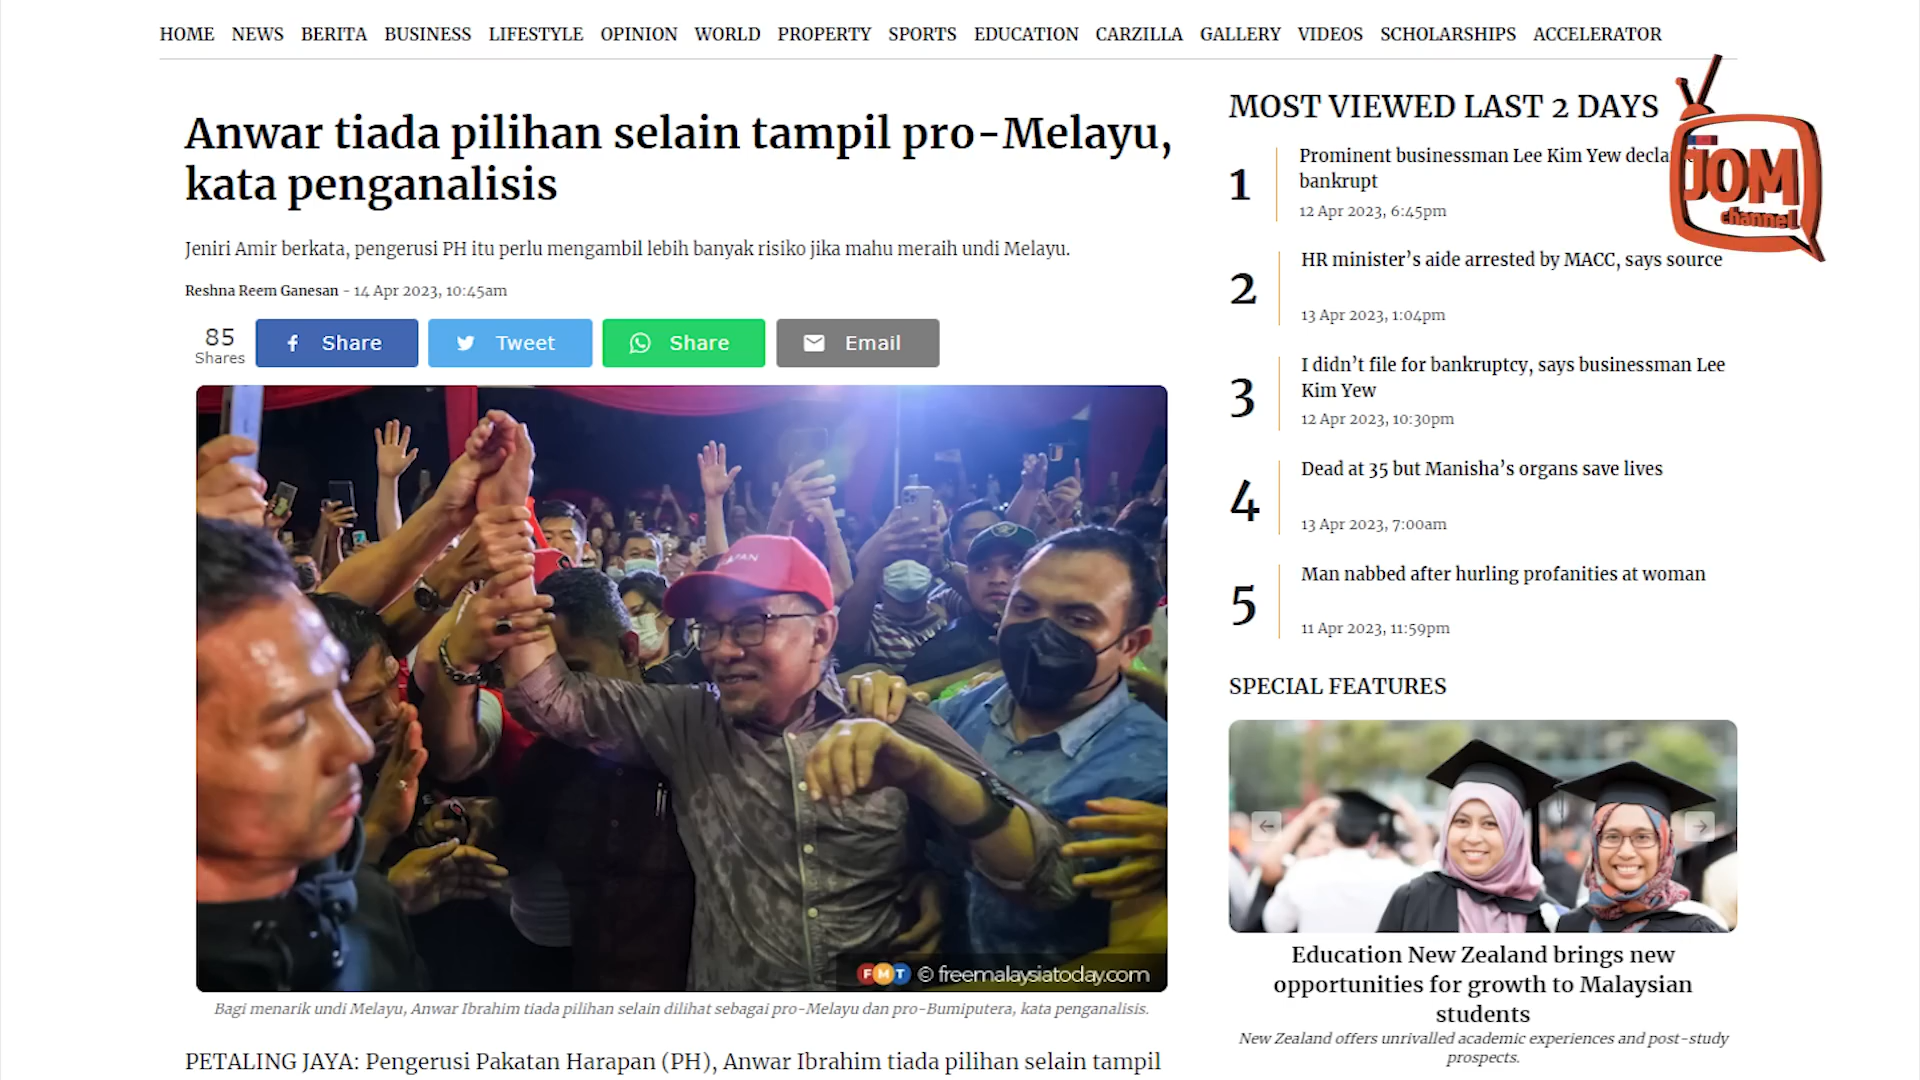 HOME NEWS BERITA BUSINESS LIFESTYLE OPINION WORLD PROPERTY SPORTS EDUCATION CARZILLA GALLERY VIDEOS SCHOLARSHIPS ACCELERATOR
Anwar tiada pilihan selain tampil pro-Melayu,
kata penganalisis
Jeniri Amir berkata, pengerusi PH itu perlu mengambil lebih banyak risiko jika mahu meraih undi Melayu.
Reshna Reem Ganesan - 14 Apr 2023, 10:45am
85
Shares
Share
Tweet
Share
Email
FMT © freemalaysiatoday.com
Bagi menarik undi Melayu, Anwar Ibrahim tiada pilihan selain dilihat sebagai pro-Melayu dan pro-Bumiputera, kata penganalisis.
PETALING JAYA: Pengerusi Pakatan Harapan (PH), Anwar Ibrahim tiada pilihan selain tampil
MOST VIEWED LAST 2 DAYS
JOM
channel
1
Prominent businessman Lee Kim Yew
bankrupt
12 Apr 2023, 6:45pm
2
HR minister’s aide arrested by MACC, says source
13 Apr 2023, 1:04pm
3
I didn’t file for bankruptcy, says businessman Lee
Kim Yew
12 Apr 2023, 10:30pm
4
Dead at 35 but Manisha’s organs save lives
13 Apr 2023, 7:00am
5
Man nabbed after hurling profanities at woman
11 Apr 2023, 11:59pm
SPECIAL FEATURES
Education New Zealand brings new
opportunities for growth to Malaysian
students
New Zealand offers unrivalled academic experiences and post-study
prospects.